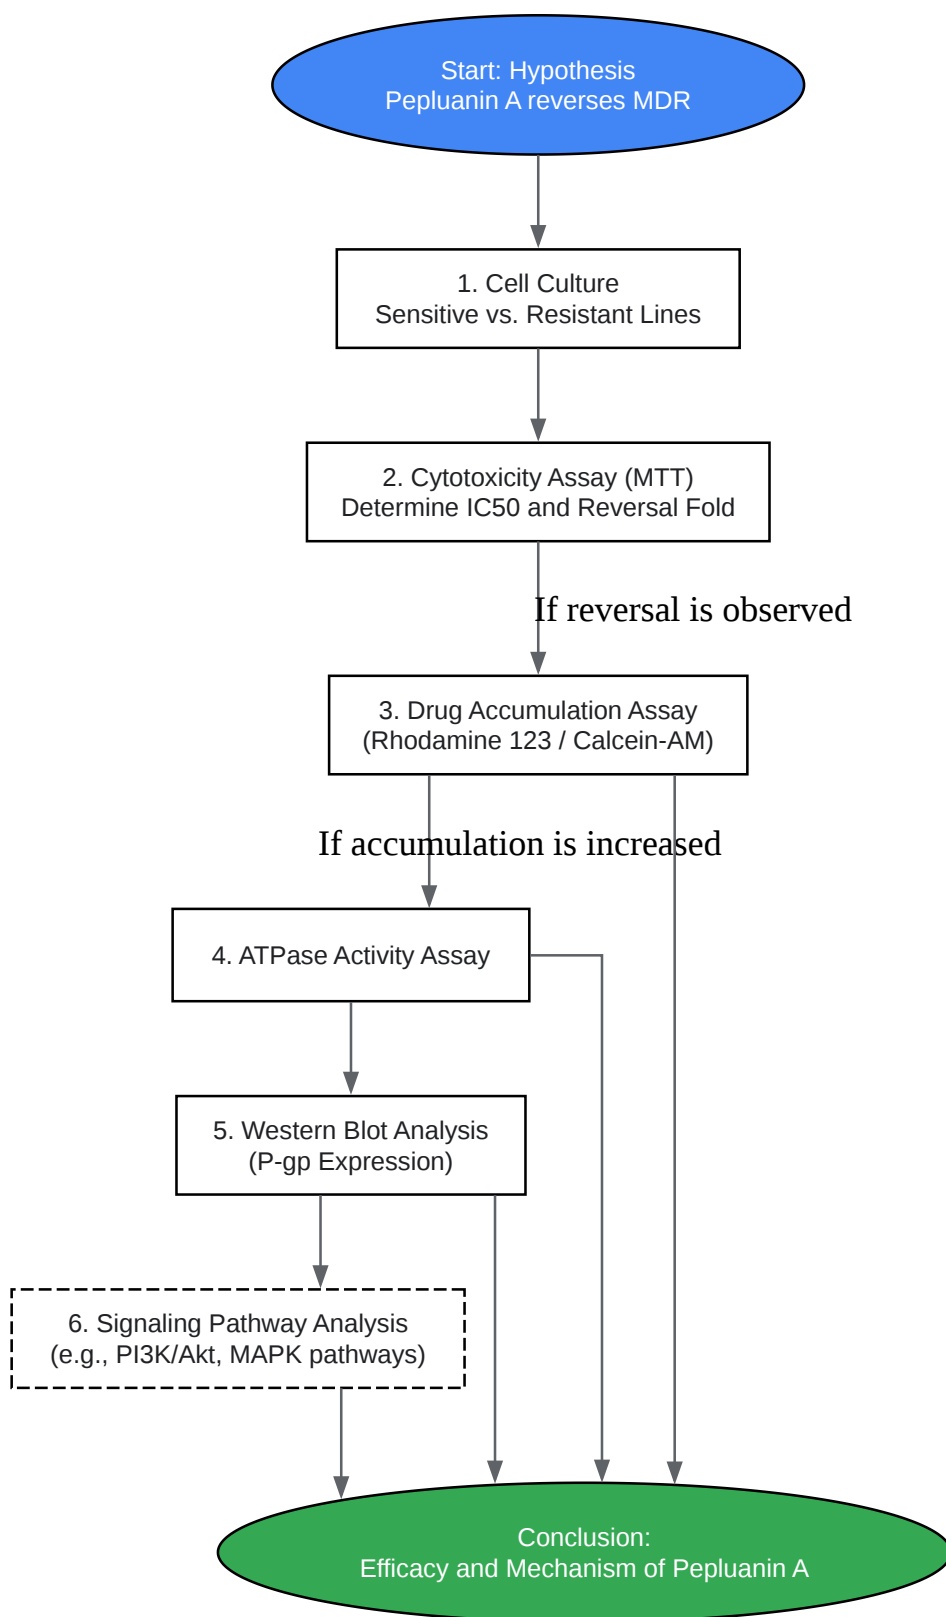 Start: Hypothesis
Pepluanin A reverses MDR
1. Cell Culture
Sensitive vs. Resistant Lines
2. Cytotoxicity Assay (MTT)
Determine IC50 and Reversal Fold
If reversal is observed
3. Drug Accumulation Assay
(Rhodamine 123 / Calcein-AM)
If accumulation is increased
4. ATPase Activity Assay
5. Western Blot Analysis
(P-gp Expression)
6. Signaling Pathway Analysis
(e.g., PI3K/Akt, MAPK pathways)
Conclusion:
Efficacy and Mechanism of Pepluanin A